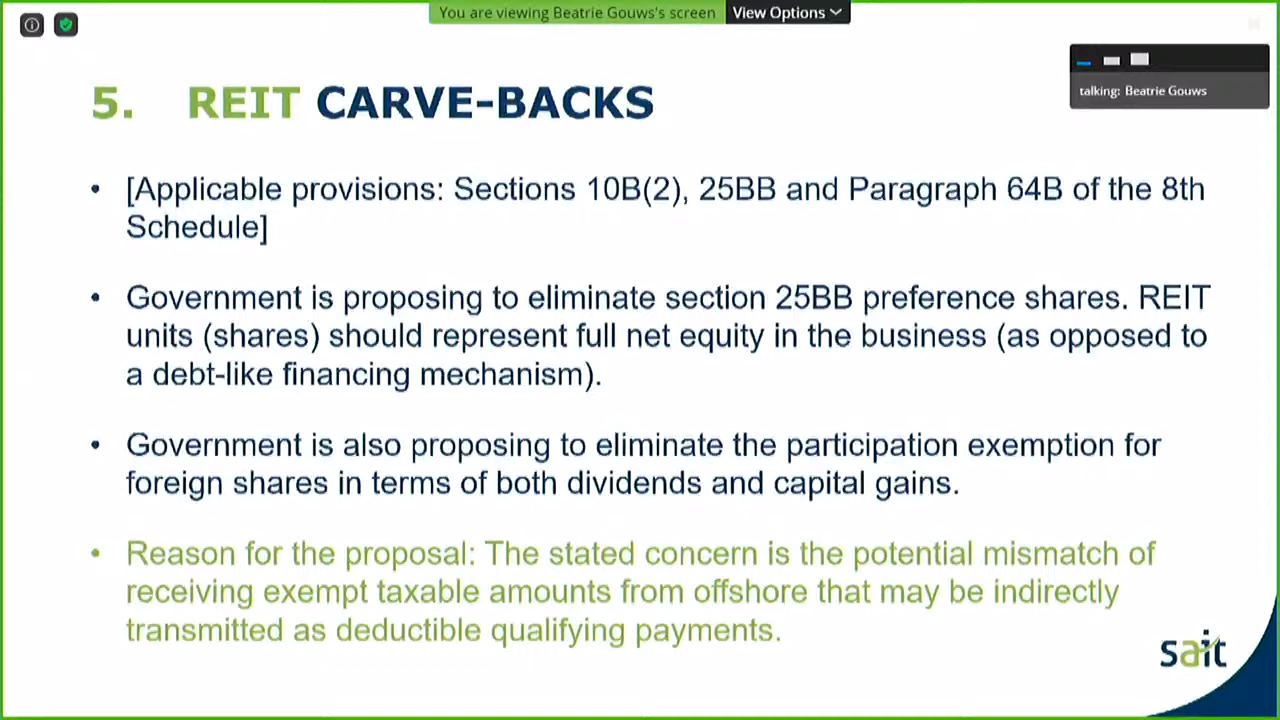 You are viewing Beatrie Gouws's screen
View Options
talking: Beatrie Gouws
5. REIT CARVE-BACKS
• [Applicable provisions: Sections 10B(2), 25BB and Paragraph 64B of the 8th
Schedule]
• Government is proposing to eliminate section 25BB preference shares. REIT
units (shares) should represent full net equity in the business (as opposed to
a debt-like financing mechanism).
• Government is also proposing to eliminate the participation exemption for
foreign shares in terms of both dividends and capital gains.
• Reason for the proposal: The stated concern is the potential mismatch of
receiving exempt taxable amounts from offshore that may be indirectly
transmitted as deductible qualifying payments.
sait